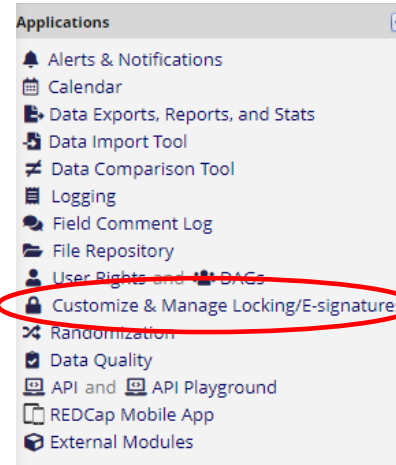 Applications
Alerts & Notifications
Calendar
Data Exports, Reports, and Stats
Data Import Tool
Data Comparison Tool
Logging
Field Comment Log
File Repository
User Rights and DAGs
Customize & Manage Locking/E-signatures
Randomization
Data Quality
API and API Playground
REDCap Mobile App
External Modules